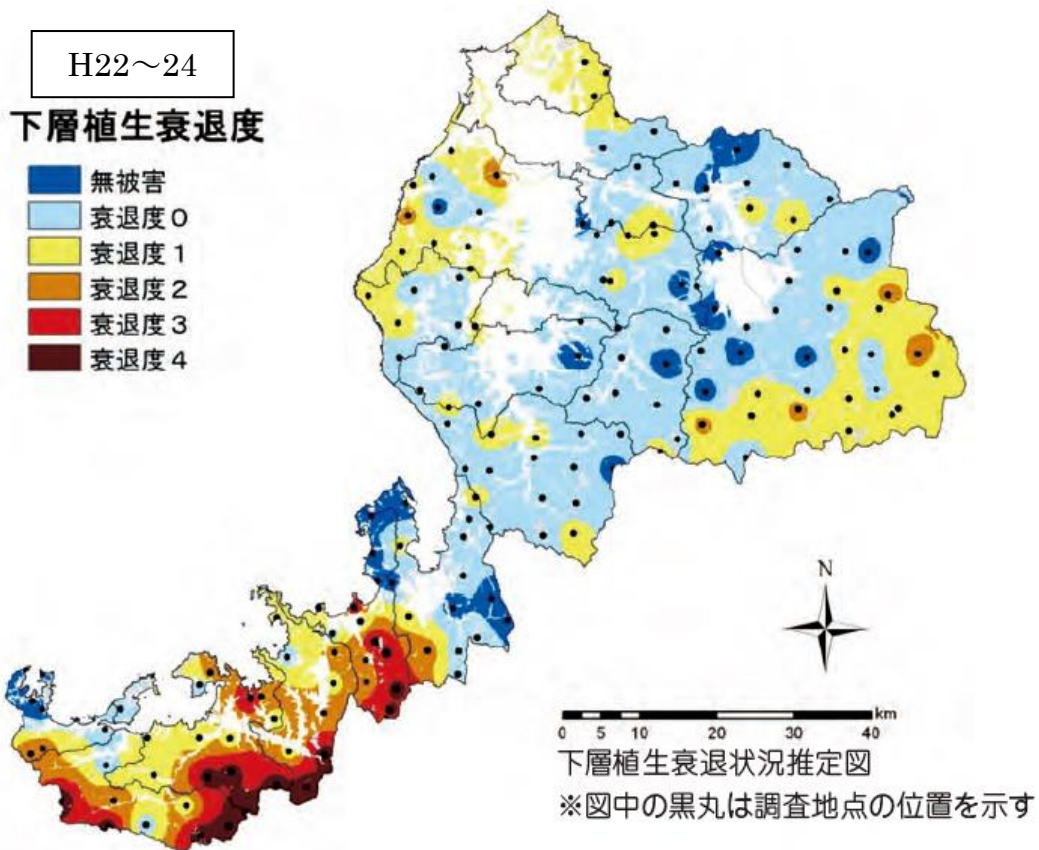 H22～24
下層植生衰退度
無被害
衰退度０
衰退度１
衰退度２
衰退度３
衰退度４
N
km
0 5 10 20 30 40
下層植生衰退状況推定図
※図中の黒丸は調査地点の位置を示す